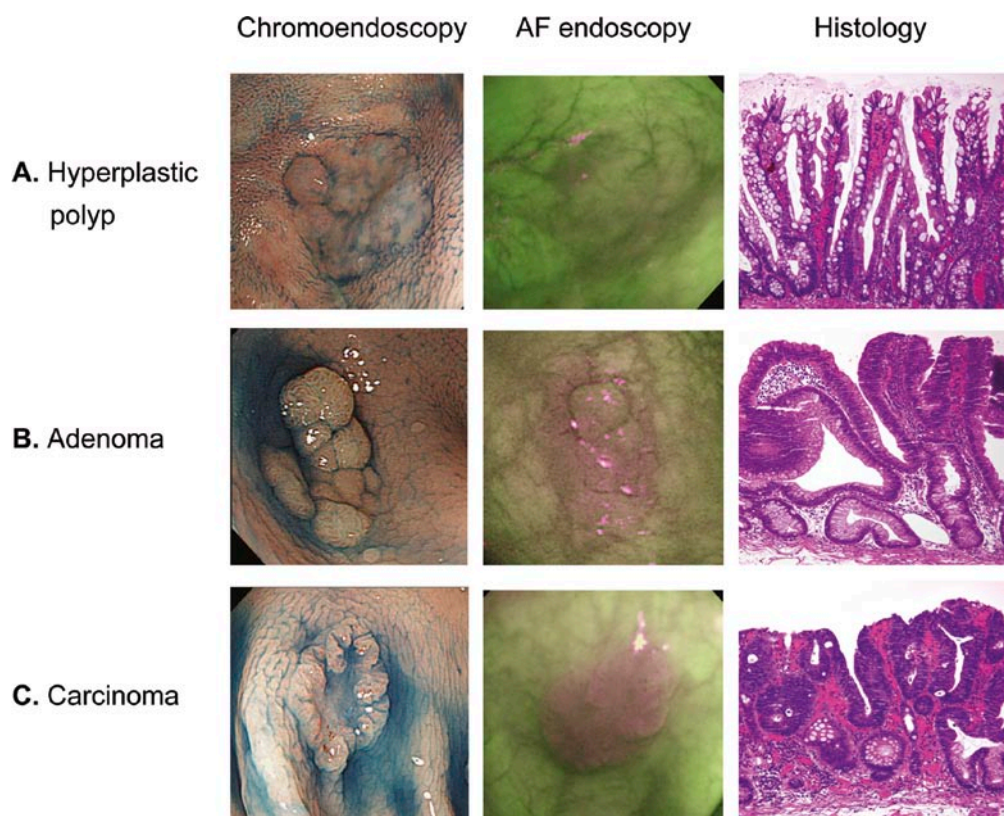 Chromoendoscopy AF endoscopy Histology
A. Hyperplastic
polyp
B. Adenoma
C. Carcinoma